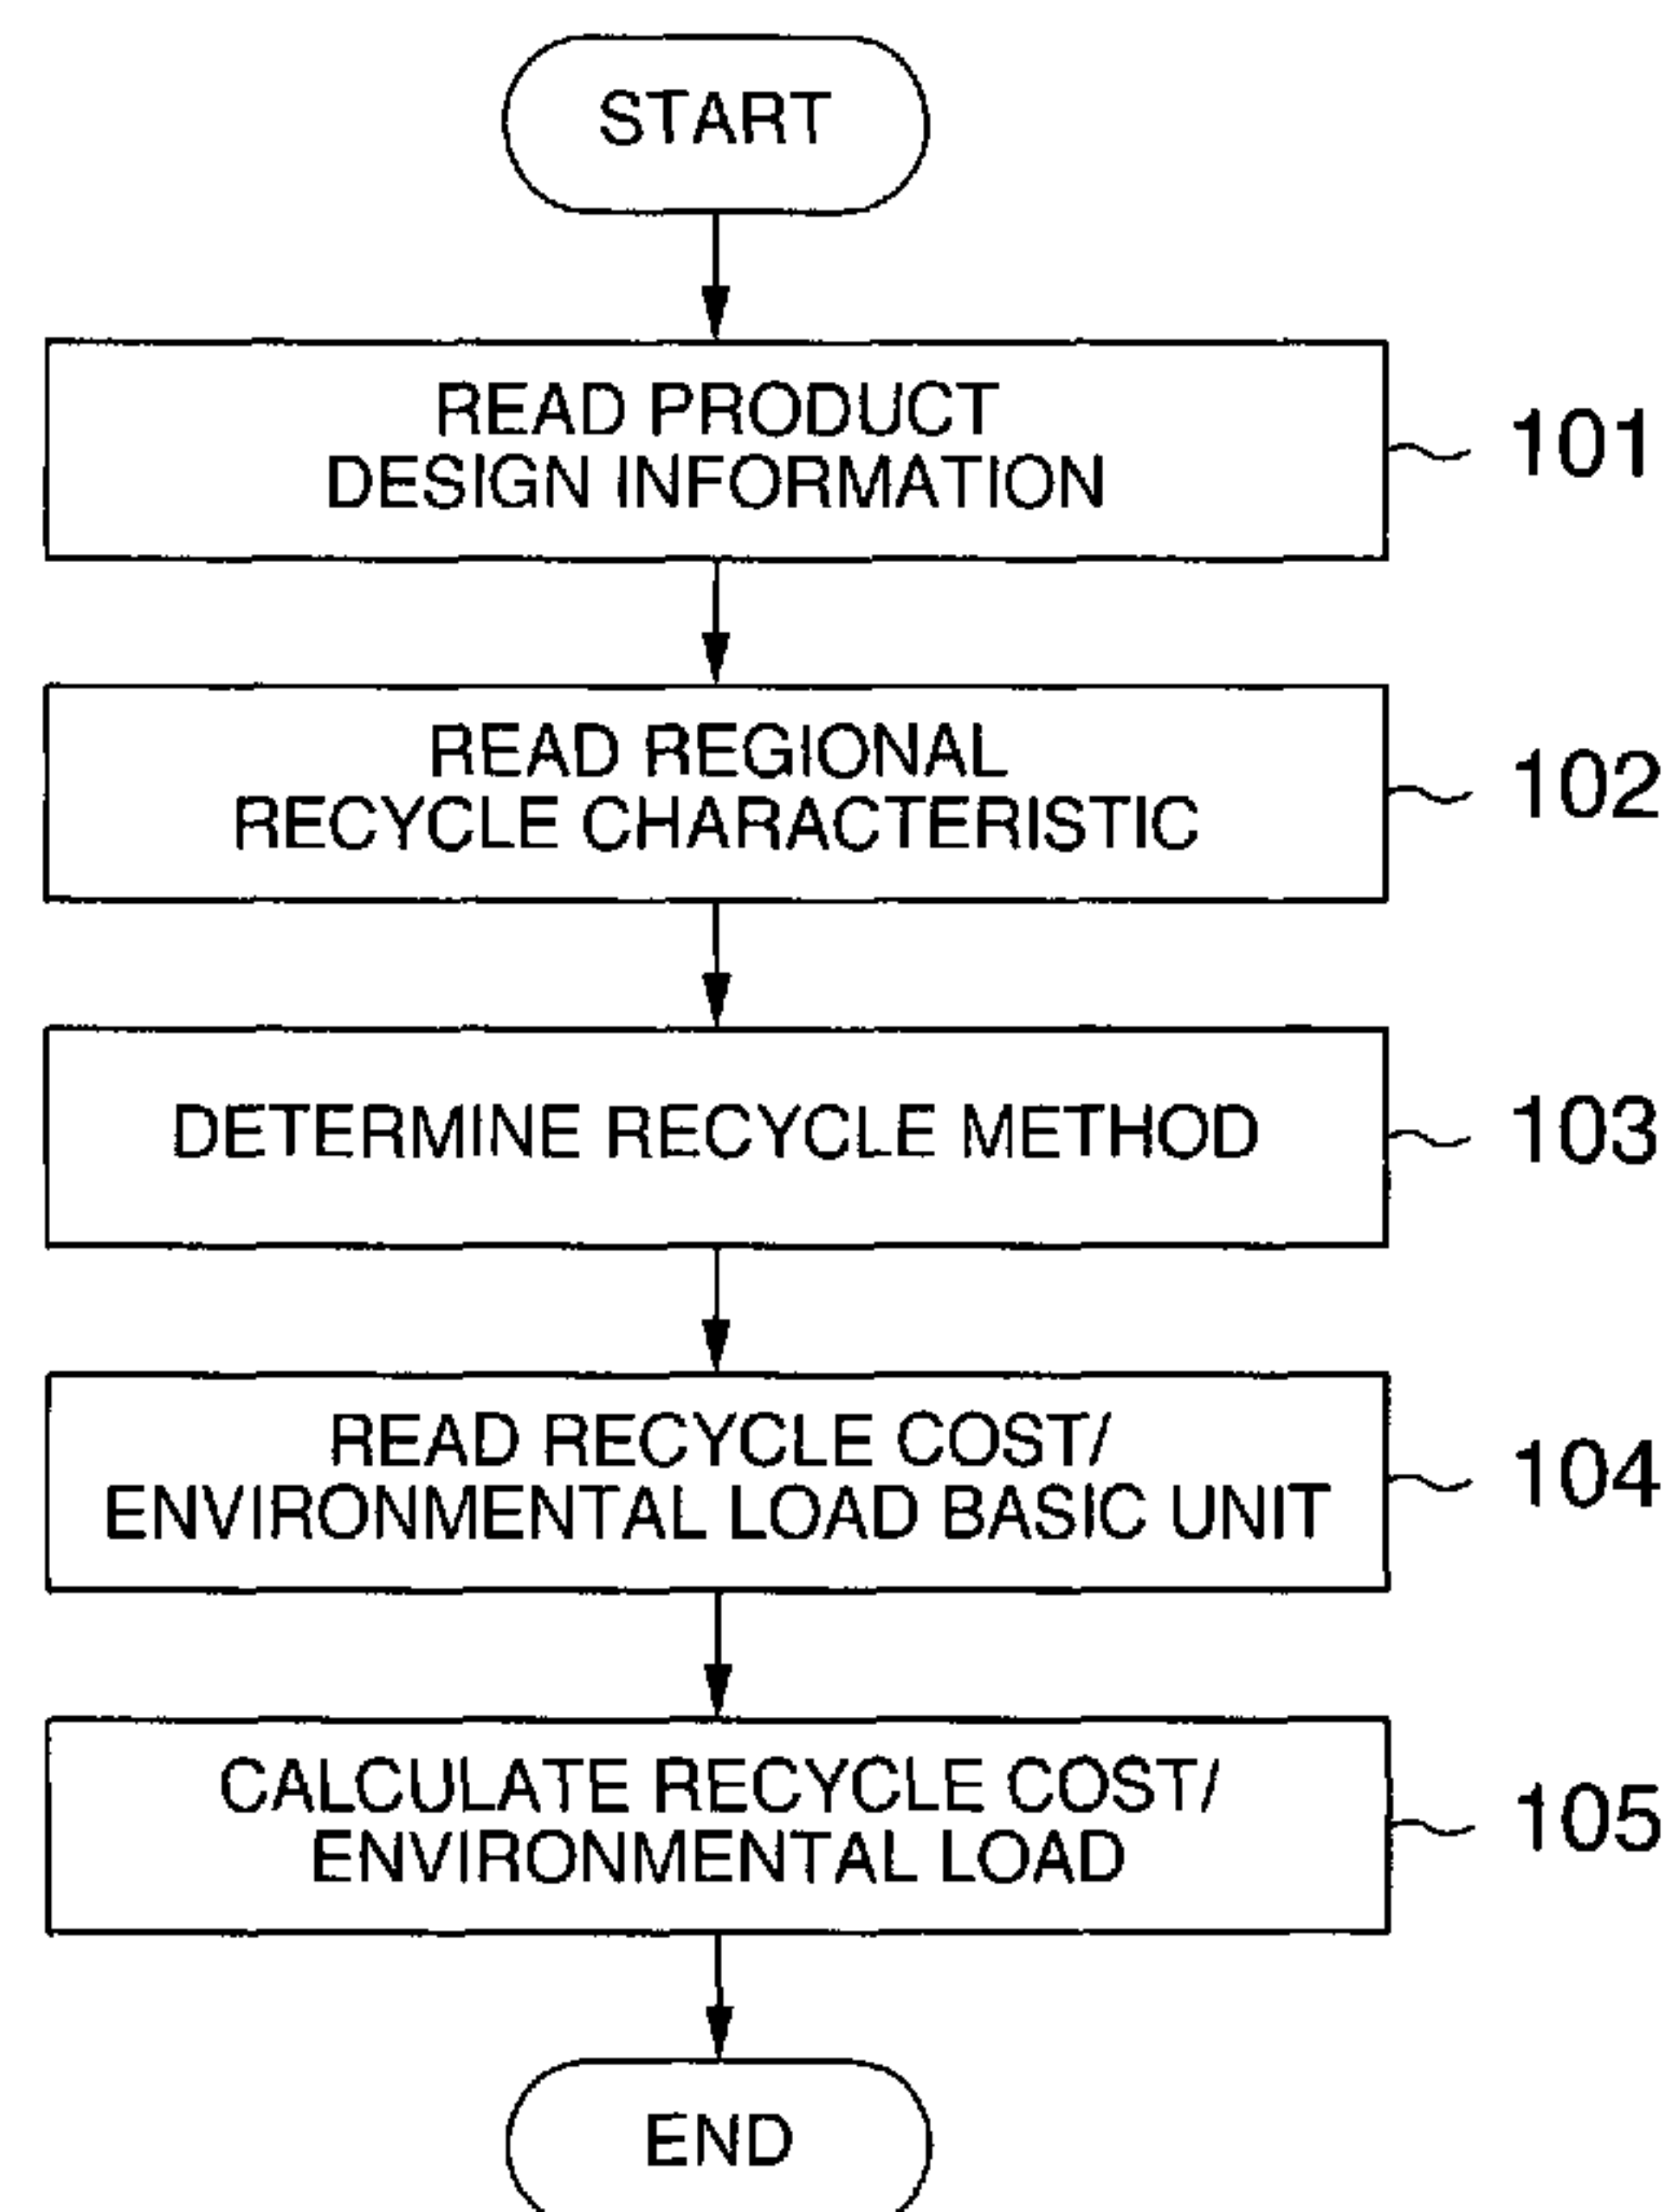 START
READ PRODUCT
DESIGN INFORMATION
101
READ REGIONAL
RECYCLE CHARACTERISTIC
102
DETERMINE RECYCLE METHOD
103
READ RECYCLE COST/
ENVIRONMENTAL LOAD BASIC UNIT
104
CALCULATE RECYCLE COST/
ENVIRONMENTAL LOAD
105
END